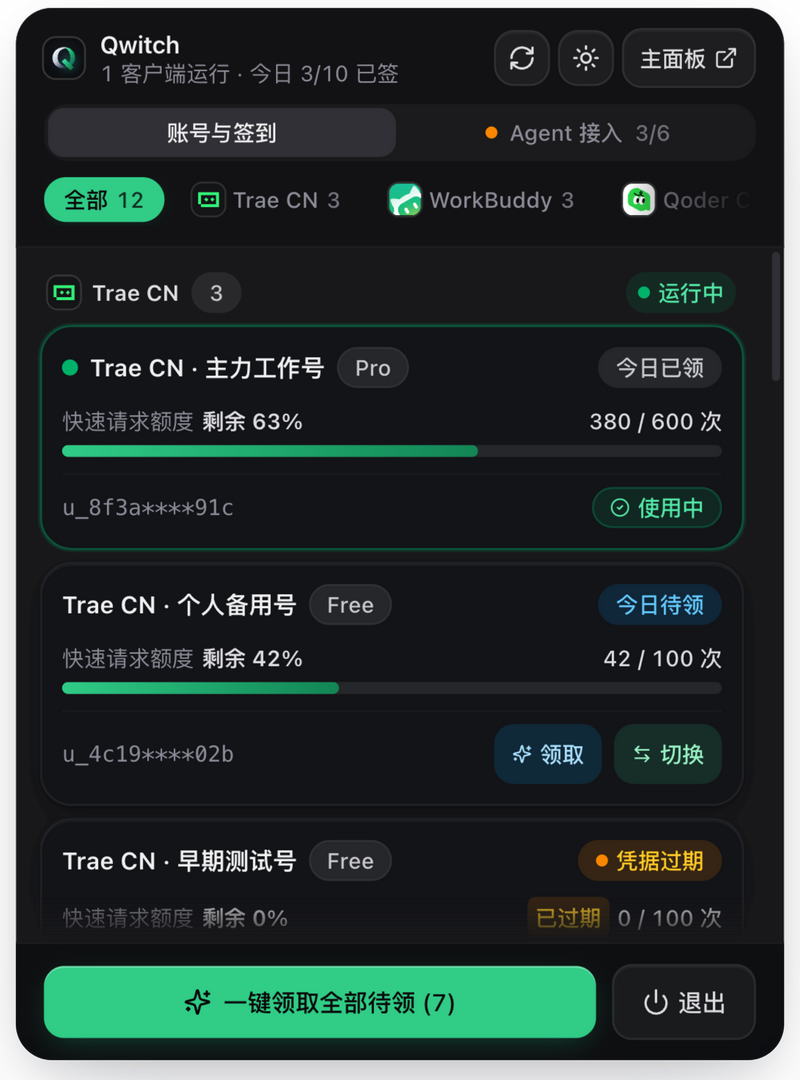 Qwitch
1 客户端运行 · 今日 3/10 已签
主面板
账号与签到
Agent 接入 3/6
全部 12
Trae CN 3
WorkBuddy 3
Qoder C
Trae CN 3
运行中
Trae CN · 主力工作号 Pro
今日已领
快速请求额度 剩余 63%
380 / 600 次
u_8f3a****91c
使用中
Trae CN · 个人备用号 Free
今日待领
快速请求额度 剩余 42%
42 / 100 次
u_4c19****02b
领取
切换
Trae CN · 早期测试号 Free
凭据过期
快速请求额度 剩余 0%
已过期 0 / 100 次
一键领取全部待领 (7)
退出